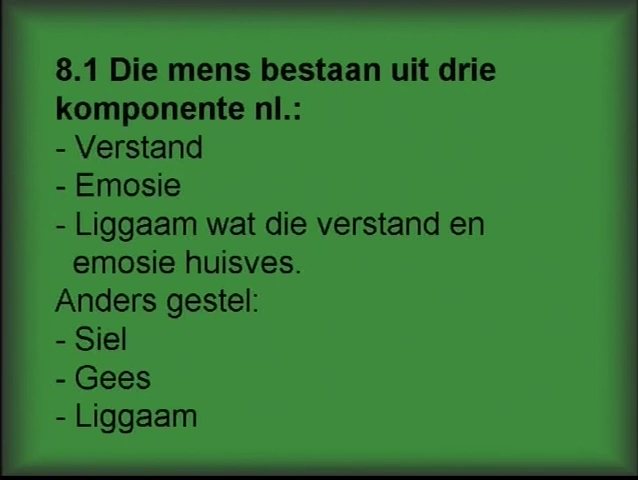 8.1 Die mens bestaan uit drie
komponente nl.:
- Verstand
- Emosie
- Liggaam wat die verstand en
emosie huisves.
Anders gestel:
- Siel
- Gees
- Liggaam